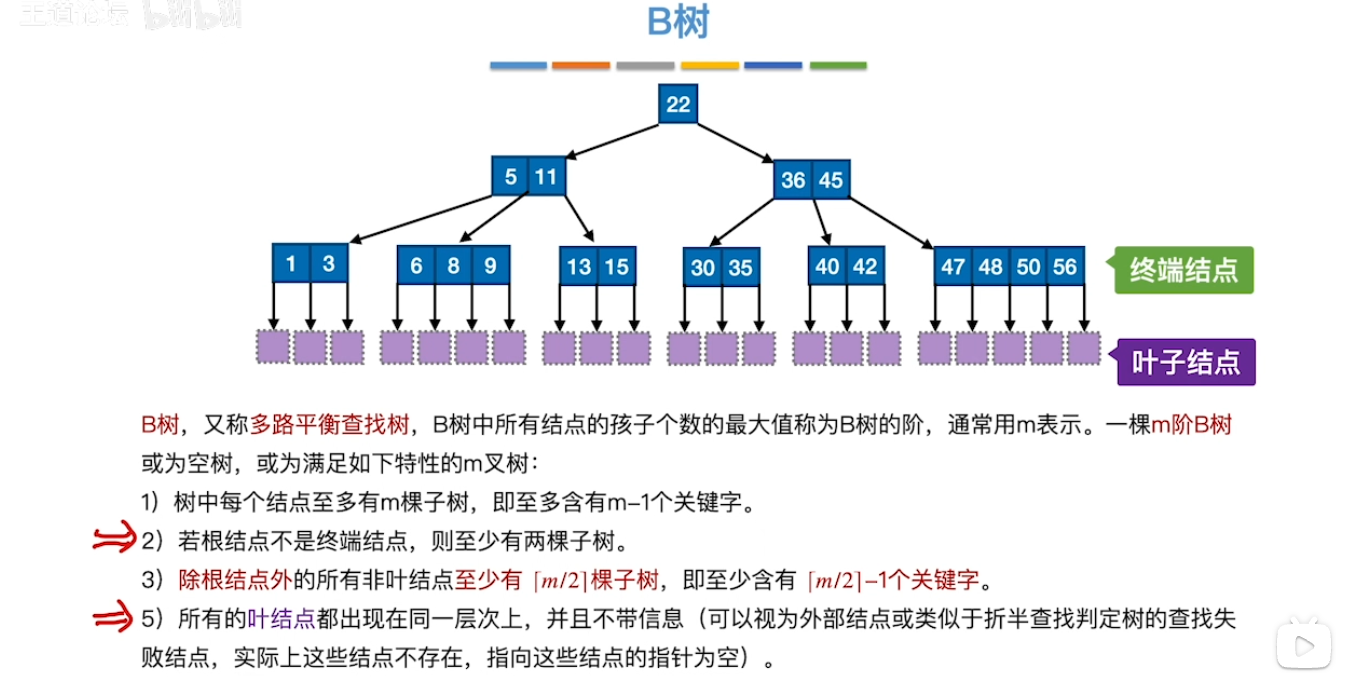 王道论坛 bilibili
B树
22
5 11
36 45
1 3
6 8 9
13 15
30 35
40 42
47 48 50 56
终端结点
叶子结点
B树，又称多路平衡查找树，B树中所有结点的孩子个数的最大值称为B树的阶，通常用m表示。一棵m阶B树
或为空树，或为满足如下特性的m叉树：
1）树中每个结点至多有m棵子树，即至多含有m–1个关键字。
2）若根结点不是终端结点，则至少有两棵子树。
3）除根结点外的所有非叶结点至少有 ⌈m/2⌉棵子树，即至少含有 ⌈m/2⌉–1个关键字。
5）所有的叶结点都出现在同一层次上，并且不带信息（可以视为外部结点或类似于折半查找判定树的查找失
败结点，实际上这些结点不存在，指向这些结点的指针为空）。